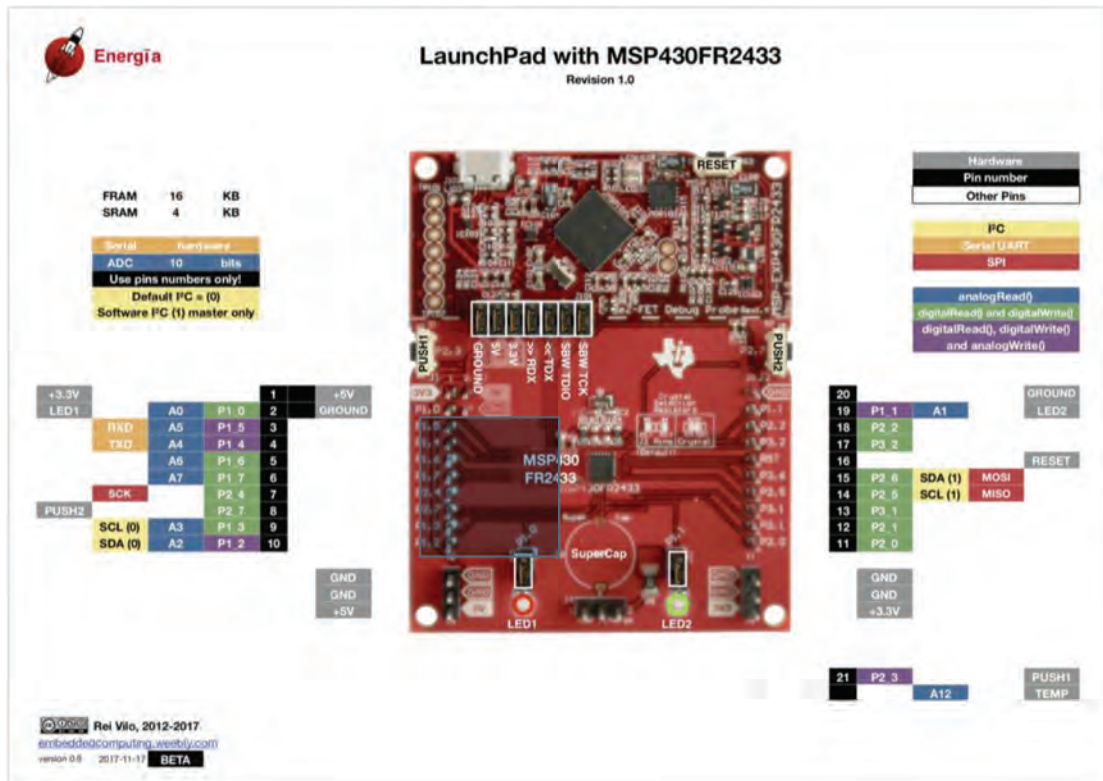 Energia
LaunchPad with MSP430FR2433
Revision 1.0
FRAM 16 KB
SRAM 4 KB
Serial hardware
ADC 10 bits
Use pins numbers only!
Default I²C = (0)
Software I²C (1) master only
Hardware
Pin number
Other Pins
I²C
Serial UART
SPI
analogRead()
digitalRead() and digitalWrite()
digitalRead(), digitalWrite()
and analogWrite()
RESET
PUSH1
PUSH2
GROUND
5V
3.3V
>> RDX
<< TDX
SBW TDIO
SBW TCK
+3.3V 1 +5V
LED1 A0 P1_0 2 GROUND
RXD A5 P1_5 3
TXD A4 P1_4 4
A6 P1_6 5
A7 P1_7 6
SCK P2_4 7
PUSH2 P2_7 8
SCL (0) A3 P1_3 9
SDA (0) A2 P1_2 10
GND
GND
+5V
MSP430
FR2433
SuperCap
LED1
LED2
20 GROUND
19 P1_1 A1 LED2
18 P2_2
17 P3_2
16 RESET
15 P2_6 SDA (1) MOSI
14 P2_5 SCL (1) MISO
13 P3_1
12 P2_1
11 P2_0
GND
GND
+3.3V
21 P2_3 PUSH1
A12 TEMP
Rei Vilo, 2012-2017
embeddedcomputing.weebly.com
version 0.6 2017-11-17 BETA